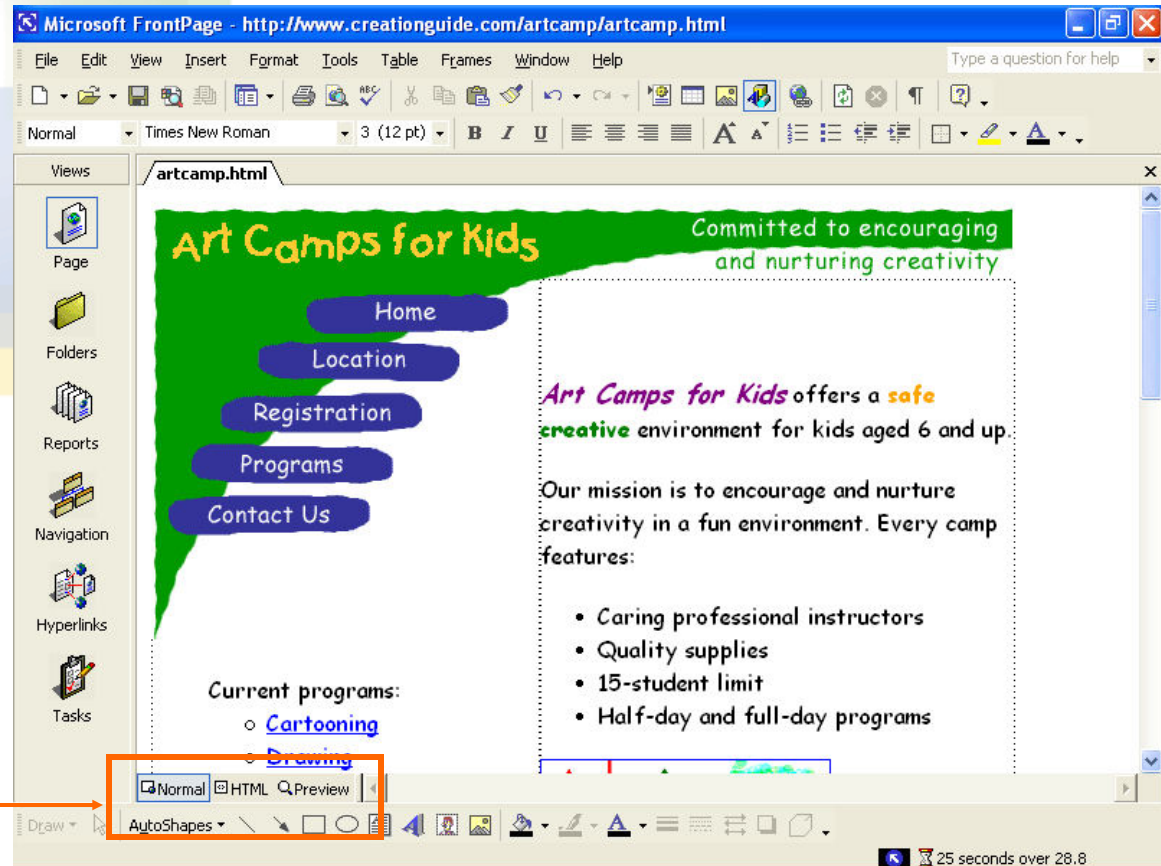 Microsoft FrontPage - http://www.creationguide.com/artcamp/artcamp.html
File Edit View Insert Format Tools Table Frames Window Help Type a question for help
Normal Times New Roman 3 (12 pt) B I U A A A
Views
artcamp.html
Page
Folders
Reports
Navigation
Hyperlinks
Tasks
Art Camps for Kids
Committed to encouraging
and nurturing creativity
Home
Location
Registration
Programs
Contact Us
Current programs:
Cartooning
Drawing
Art Camps for Kids offers a safe
creative environment for kids aged 6 and up.
Our mission is to encourage and nurture
creativity in a fun environment. Every camp
features:
• Caring professional instructors
• Quality supplies
• 15-student limit
• Half-day and full-day programs
Normal HTML Preview
Draw AutoShapes
25 seconds over 28.8